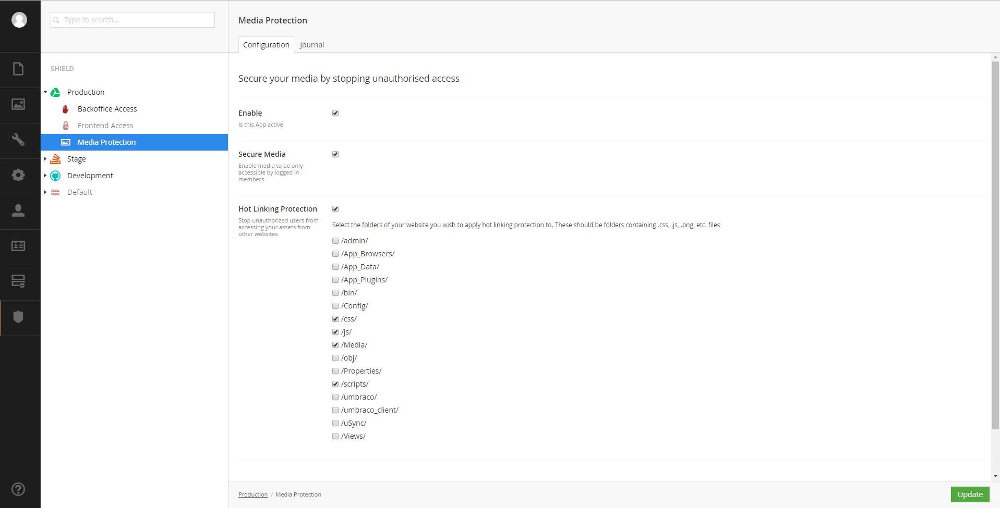 Type to search...
SHIELD
Production
Backoffice Access
Frontend Access
Media Protection
Stage
Development
Default
Media Protection
Configuration
Journal
Secure your media by stopping unauthorised access
Enable
Is this App active
Secure Media
Enable media to be only
accessible by logged in
members
Hot Linking Protection
Stop unauthorized users from
accessing your assets from
other websites
Select the folders of your website you wish to apply hot linking protection to. These should be folders containing .css, .js, .png, etc. files
/admin/
/App_Browsers/
/App_Data/
/App_Plugins/
/bin/
/Config/
/css/
/js/
/Media/
/obj/
/Properties/
/scripts/
/umbraco/
/umbraco_client/
/uSync/
/Views/
Production / Media Protection
Update